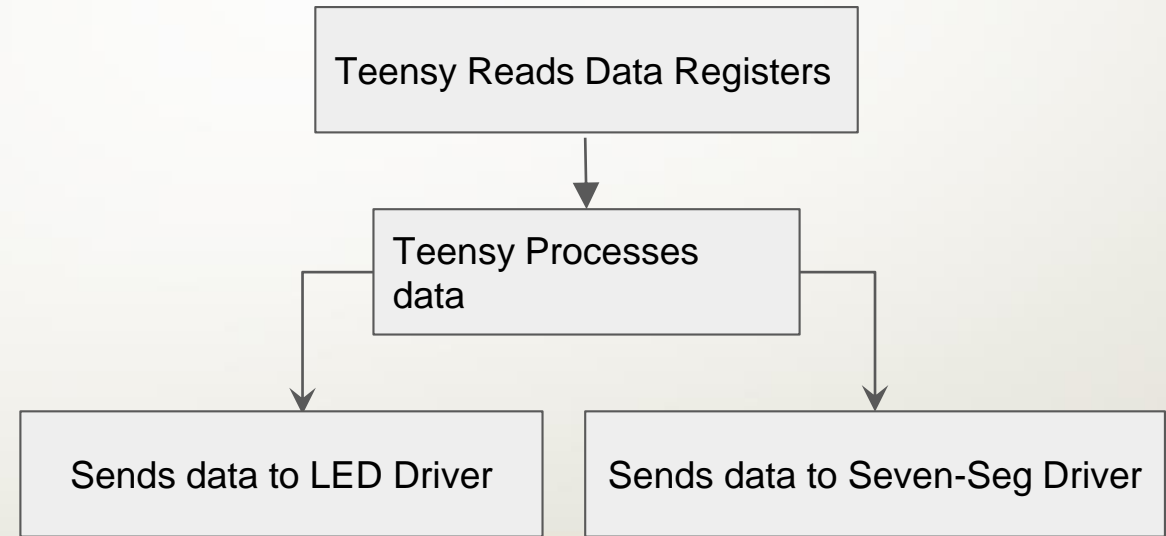 Teensy Reads Data Registers
Teensy Processes
data
Sends data to LED Driver
Sends data to Seven-Seg Driver